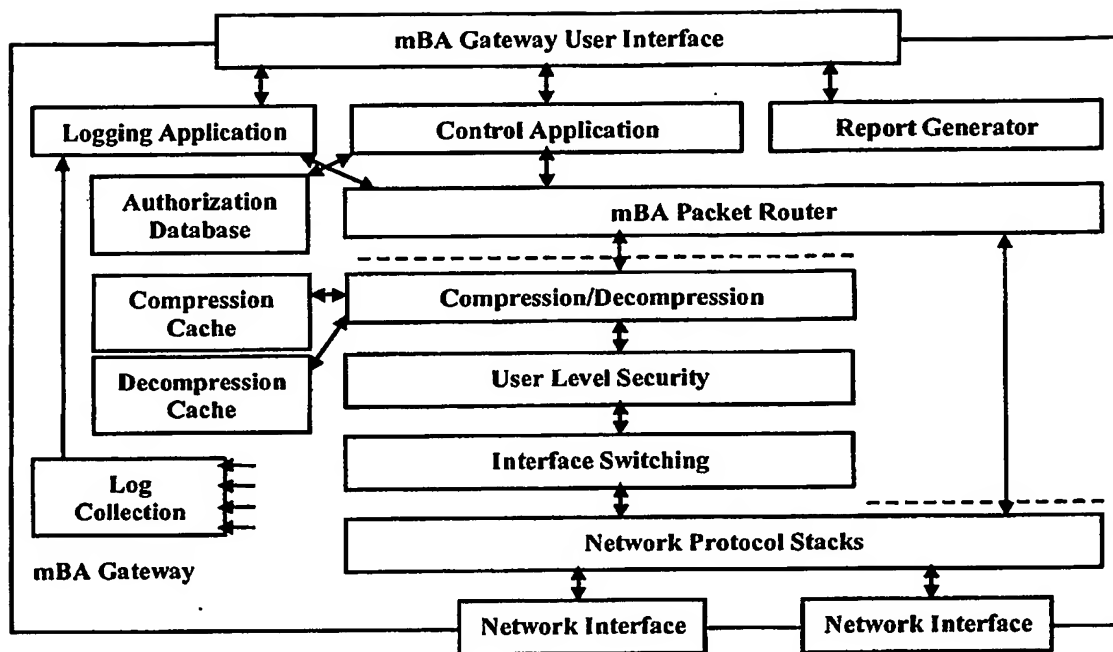 mBA Gateway User Interface
Logging Application
Control Application
Report Generator
Authorization
Database
mBA Packet Router
Compression
Cache
Compression/Decompression
Decompression
Cache
User Level Security
Interface Switching
Log
Collection
Network Protocol Stacks
mBA Gateway
Network Interface
Network Interface